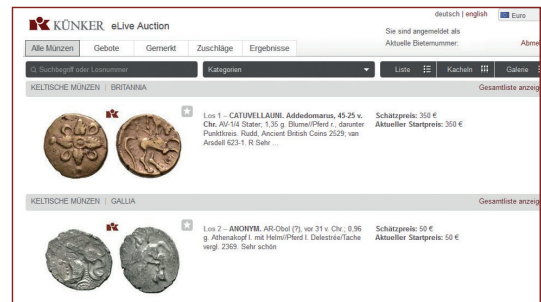 deutsch | english
Euro
KÜNKER eLive Auction
Sie sind angemeldet als
Aktuelle Bieternummer:
Abme
Alle Münzen
Gebote
Gemerkt
Zuschläge
Ergebnisse
Suchbegriff oder Losnummer
Kategorien
Liste
Kacheln
Galerie
KELTISCHE MÜNZEN | BRITANNIA
Gesamtliste anzeig
Los 1 – CATUVELLAUNI. Addedomarus, 45-25 v.
Chr. AV-1/4 Stater; 1,35 g. Blume//Pferd r., darunter
Punktkreis. Rudd, Ancient British Coins 2529; van
Arsdell 623-1. R Sehr ...
Schätzpreis: 350 €
Aktueller Startpreis: 350 €
KELTISCHE MÜNZEN | GALLIA
Gesamtliste anzeig
Los 2 – ANONYM. AR-Obol (?), vor 31 v. Chr.; 0,96
g. Athenakopf l. mit Helm//Pferd l. Delestrée/Tache
vergl. 2369. Sehr schön
Schätzpreis: 50 €
Aktueller Startpreis: 50 €